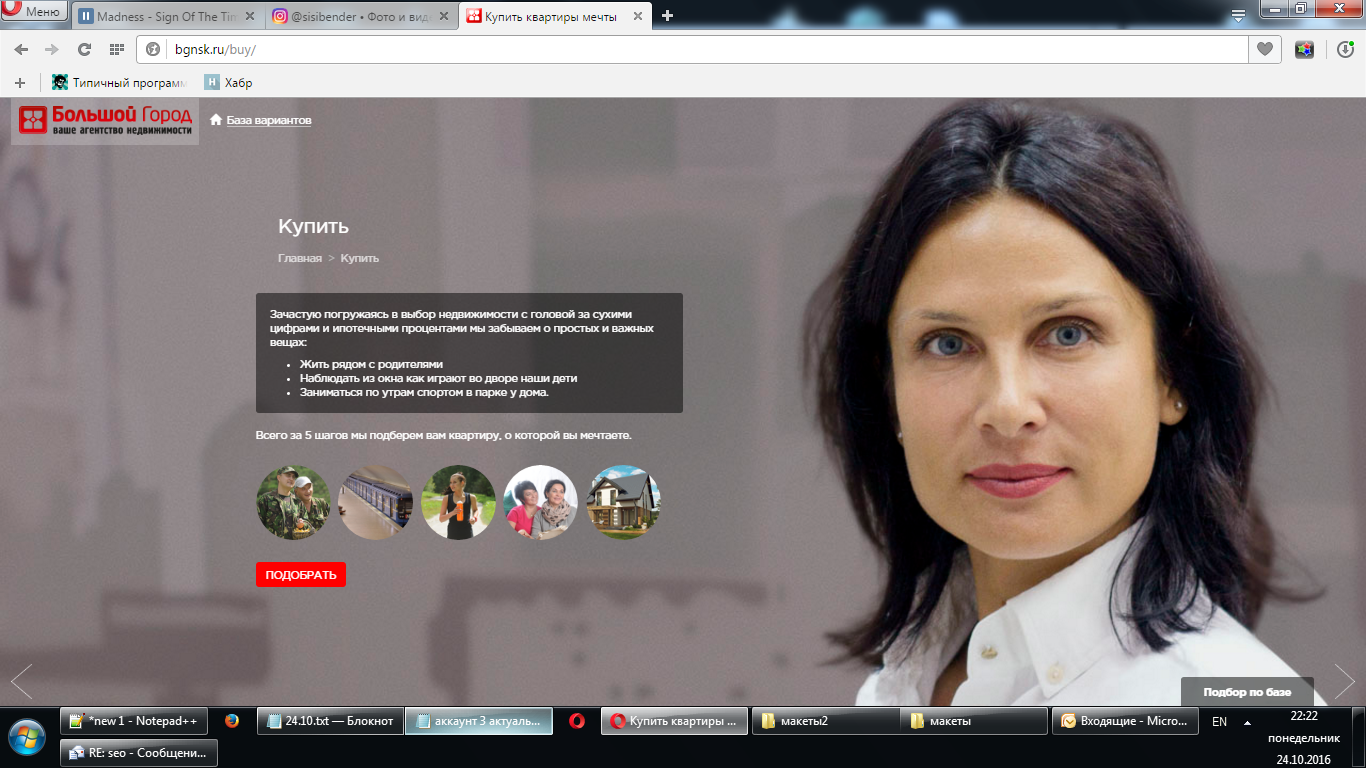 Меню
Madness - Sign Of The Tim
@sisibender • Фото и вид
Купить квартиры мечты
bgnsk.ru/buy/
Типичный программ
Хабр
Большой Город
ваше агентство недвижимости
База вариантов
Купить
Главная > Купить
Зачастую погружаясь в выбор недвижимости с головой за сухими
цифрами и ипотечными процентами мы забываем о простых и важных
вещах:
• Жить рядом с родителями
• Наблюдать из окна как играют во дворе наши дети
• Заниматься по утрам спортом в парке у дома.
Всего за 5 шагов мы подберем вам квартиру, о которой вы мечтаете.
ПОДОБРАТЬ
Подбор по базе
*new 1 - Notepad++
24.10.txt — Блокнот
аккаунт 3 актуаль...
Купить квартиры ...
макеты2
макеты
Входящие - Micro...
EN
22:22
понедельник
24.10.2016
RE: seo - Сообщени...